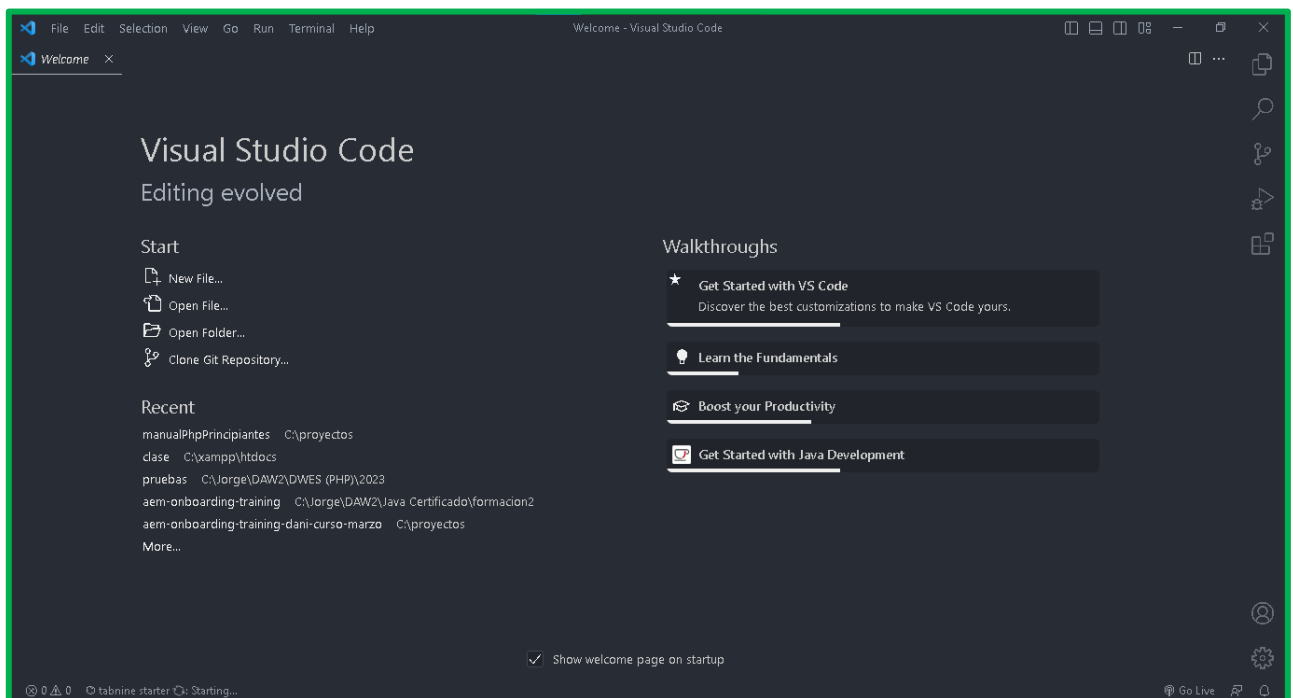 File Edit Selection View Go Run Terminal Help Welcome - Visual Studio Code
Welcome
Visual Studio Code
Editing evolved
Start
New File...
Open File...
Open Folder...
Clone Git Repository...
Recent
manualPhpPrincipiantes C:\proyectos
clase C:\xampp\htdocs
pruebas C:\Jorge\DAW2\DWES (PHP)\2023
aem-onboarding-training C:\Jorge\DAW2\Java Certificado\formacion2
aem-onboarding-training-dani-curso-marzo C:\proyectos
More...
Walkthroughs
Get Started with VS Code
Discover the best customizations to make VS Code yours.
Learn the Fundamentals
Boost your Productivity
Get Started with Java Development
Show welcome page on startup
0 0 tabnine starter : Starting... Go Live